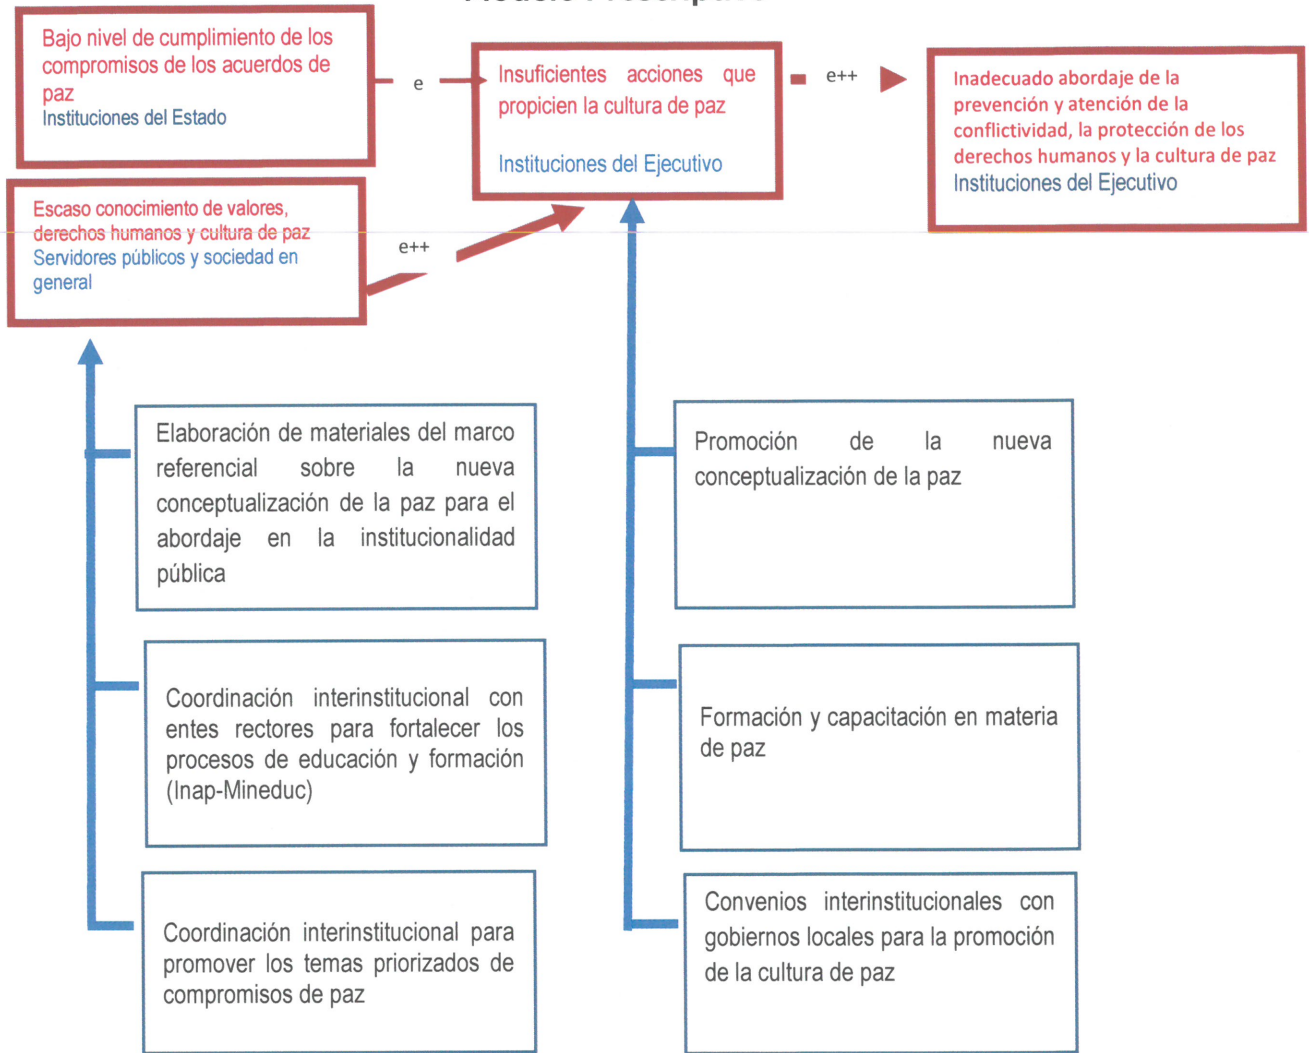 Bajo nivel de cumplimiento de los
compromisos de los acuerdos de
paz
Instituciones del Estado
e
Insuficientes acciones que
propicien la cultura de paz
Instituciones del Ejecutivo
e++
Inadecuado abordaje de la
prevención y atención de la
conflictividad, la protección de los
derechos humanos y la cultura de paz
Instituciones del Ejecutivo
Escaso conocimiento de valores,
derechos humanos y cultura de paz
Servidores públicos y sociedad en
general
e++
Elaboración de materiales del marco
referencial sobre la nueva
conceptualización de la paz para el
abordaje en la institucionalidad
pública
Coordinación interinstitucional con
entes rectores para fortalecer los
procesos de educación y formación
(Inap-Mineduc)
Coordinación interinstitucional para
promover los temas priorizados de
compromisos de paz
Promoción de la nueva
conceptualización de la paz
Formación y capacitación en materia
de paz
Convenios interinstitucionales con
gobiernos locales para la promoción
de la cultura de paz